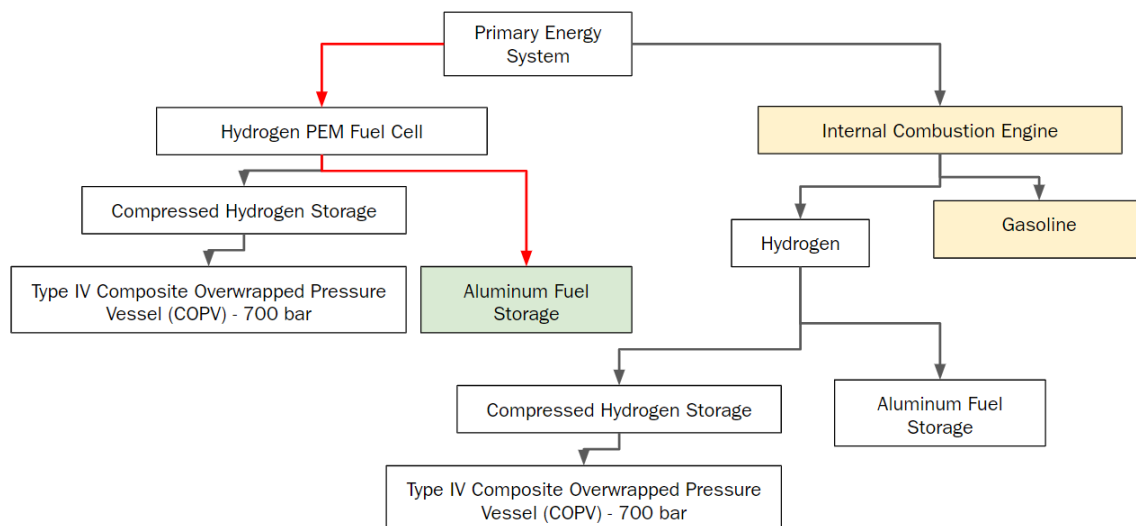 Primary Energy
System
Hydrogen PEM Fuel Cell
Internal Combustion Engine
Compressed Hydrogen Storage
Gasoline
Hydrogen
Type IV Composite Overwrapped Pressure
Vessel (COPV) - 700 bar
Aluminum Fuel
Storage
Compressed Hydrogen Storage
Aluminum Fuel
Storage
Type IV Composite Overwrapped Pressure
Vessel (COPV) - 700 bar